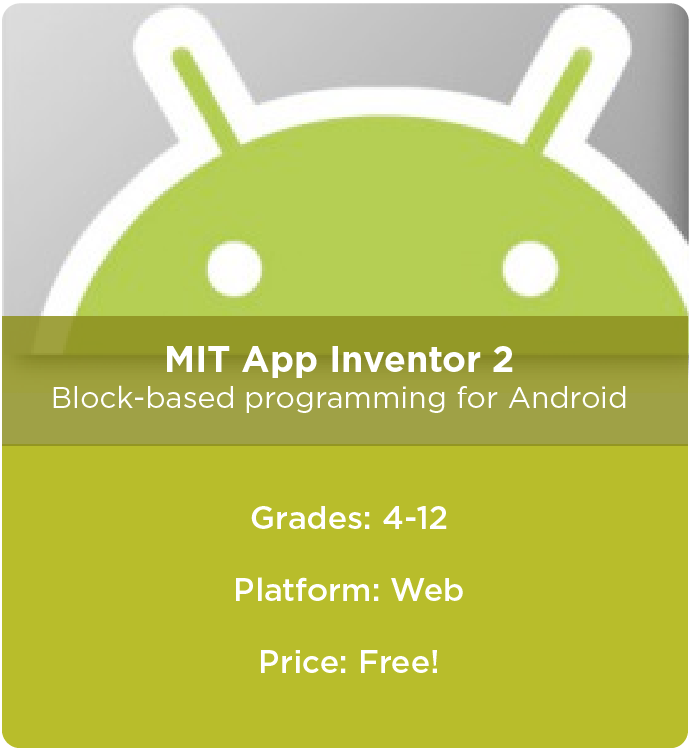 MIT App Inventor 2
Block-based programming for Android
Grades: 4-12
Platform: Web
Price: Free!